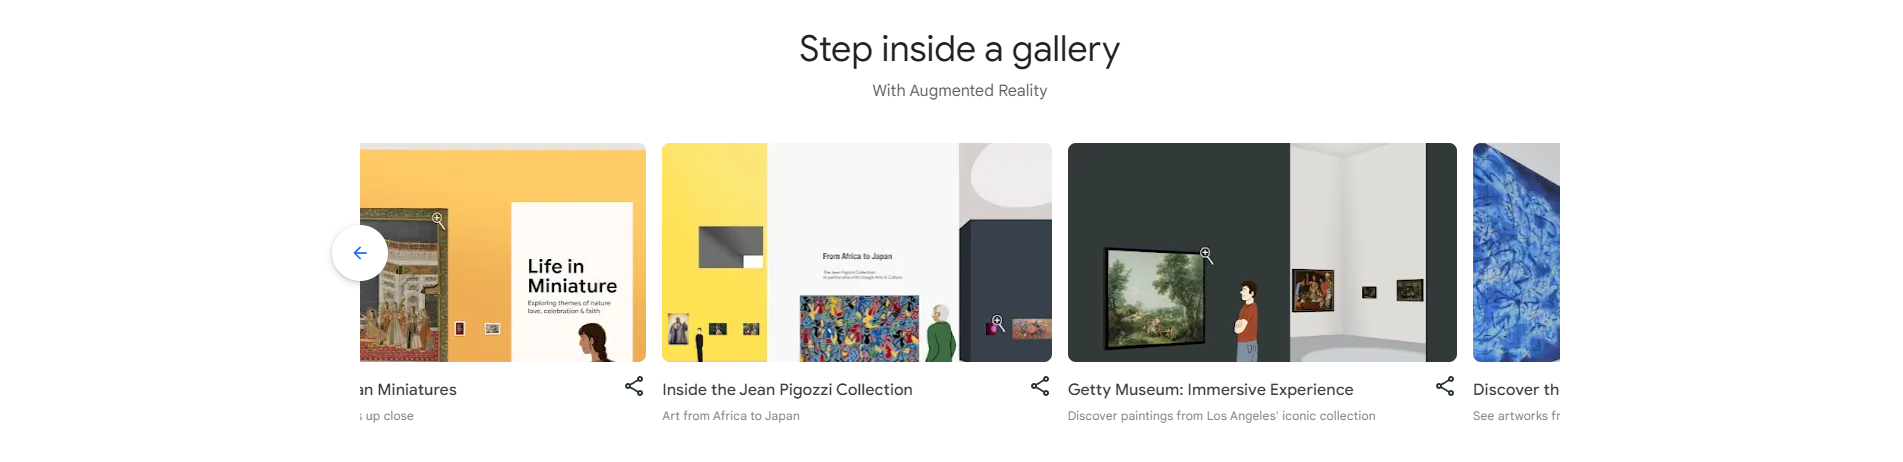 Step inside a gallery
With Augmented Reality
Life in
Miniature
Exploring themes of nature
love, celebration & faith
From Africa to Japan
The Jean Pigozzi Collection
in partnership with Google Arts & Culture
an Miniatures
s up close
Inside the Jean Pigozzi Collection
Art from Africa to Japan
Getty Museum: Immersive Experience
Discover paintings from Los Angeles' iconic collection
Discover th
See artworks fr